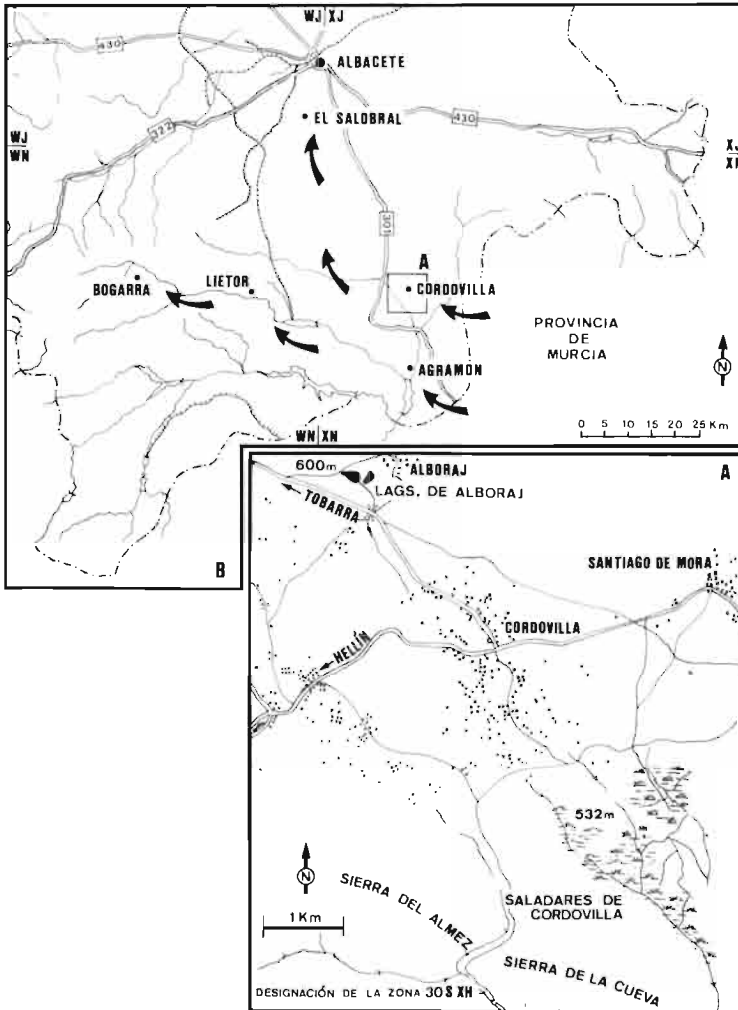 WJ XJ
430
ALBACETE
EL SALOBRAL
430
WJ
WN
322
XJ
301
A
BOGARRA
LIETOR
CORDOVILLA
PROVINCIA
DE
MURCIA
AGRAMON
N
0 5 10 15 20 25 Km
WN XN
B
600m
ALBORAJ
A
LAGS. DE ALBORAJ
TOBARRA
SANTIAGO DE MORA
CORDOVILLA
HELLÍN
532m
N
SIERRA DEL ALMEZ
SALADARES DE
CORDOVILLA
1 Km
SIERRA DE LA CUEVA
DESIGNACIÓN DE LA ZONA 30S XH